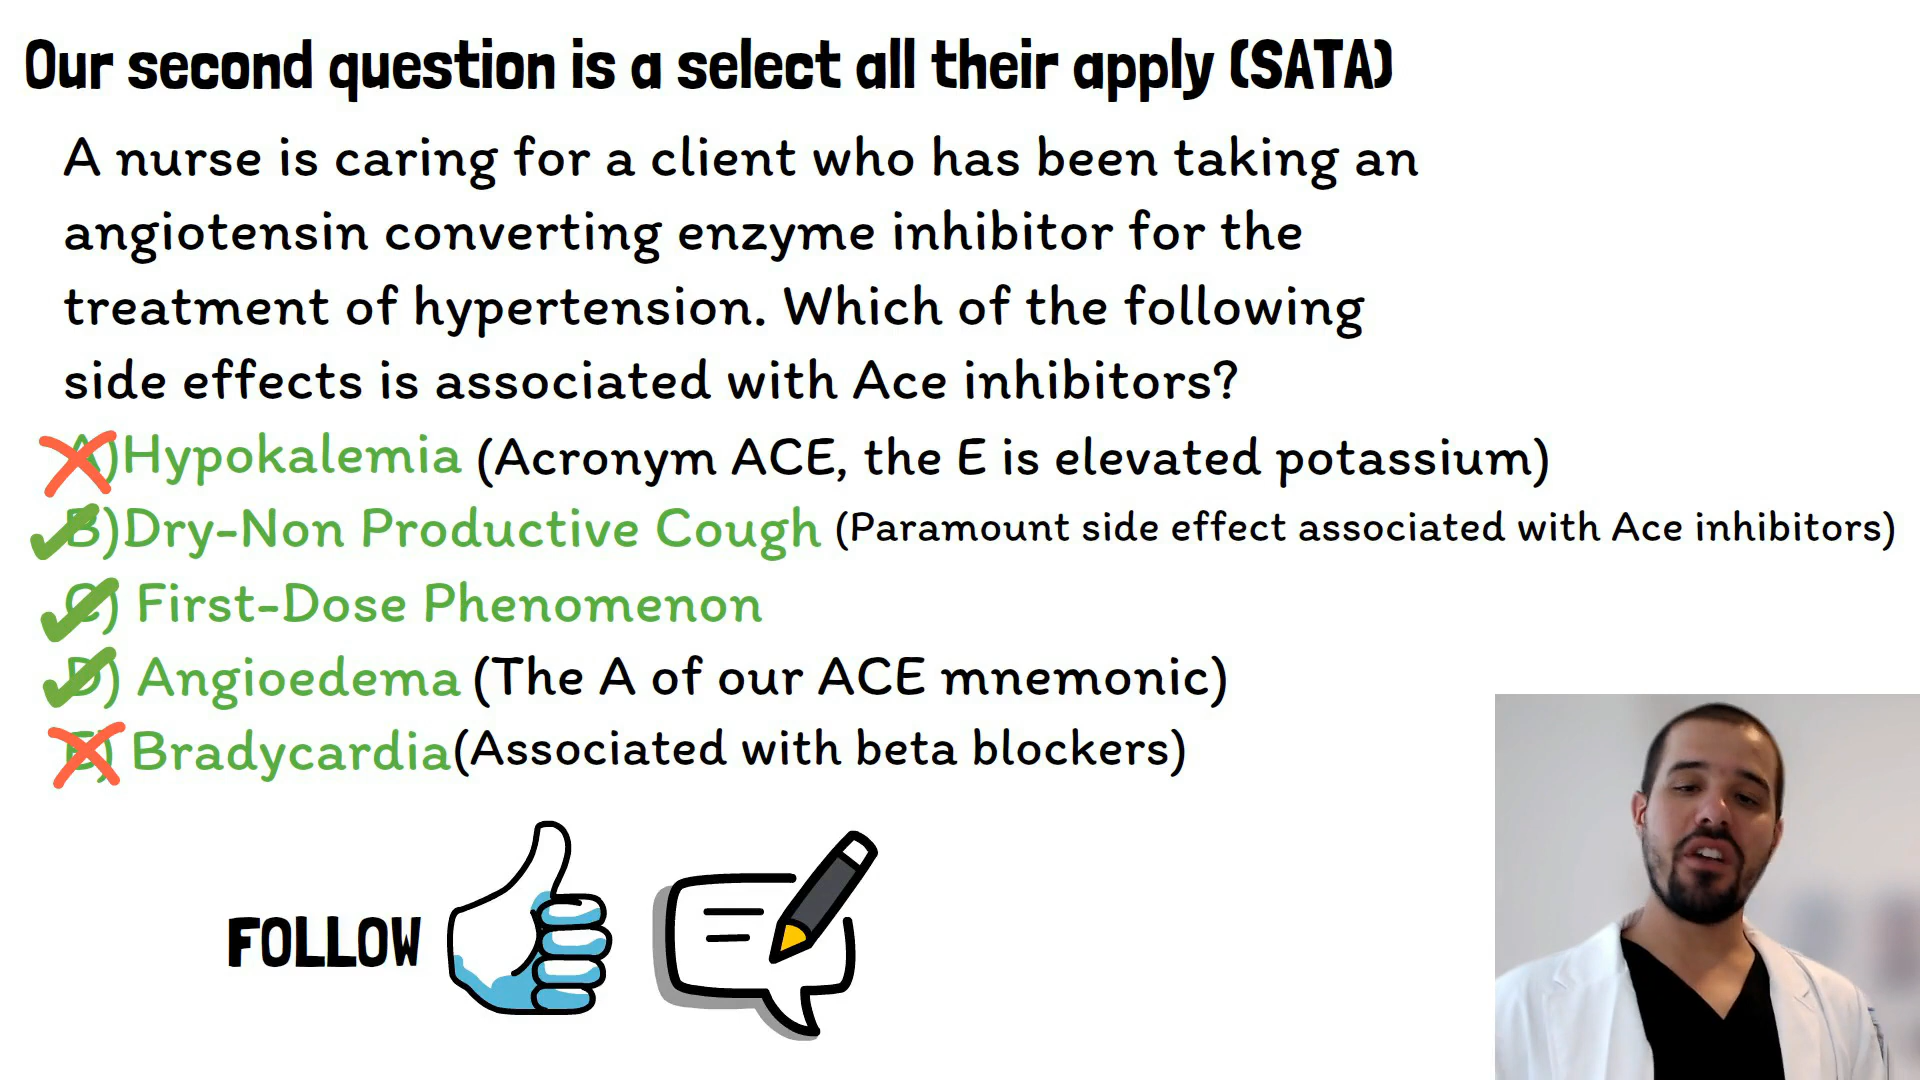 Our second question is a select all their apply (SATA)
A nurse is caring for a client who has been taking an
angiotensin converting enzyme inhibitor for the
treatment of hypertension. Which of the following
side effects is associated with Ace inhibitors?
A)Hypokalemia (Acronym ACE, the E is elevated potassium)
B)Dry-Non Productive Cough (Paramount side effect associated with Ace inhibitors)
C) First-Dose Phenomenon
D) Angioedema (The A of our ACE mnemonic)
E) Bradycardia(Associated with beta blockers)
FOLLOW